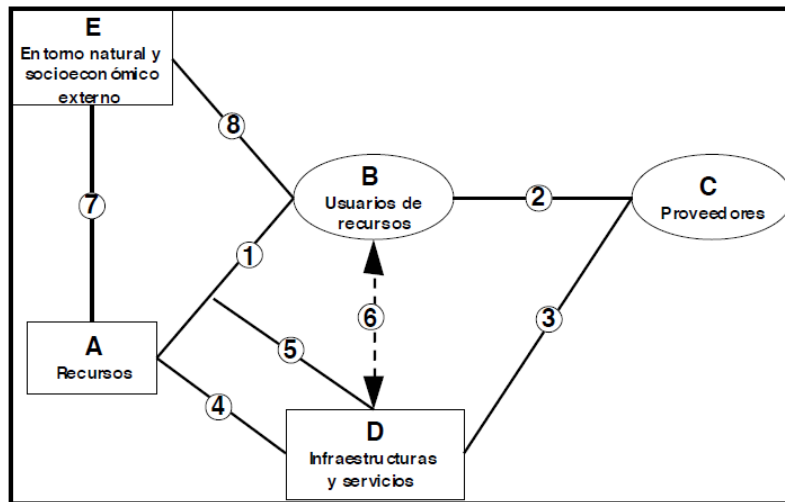 E
Entorno natural y
socioeconómico
externo
8
B
Usuarios de
recursos
2
C
Proveedores
7
1
6
3
A
Recursos
5
4
D
Infraestructuras
y servicios